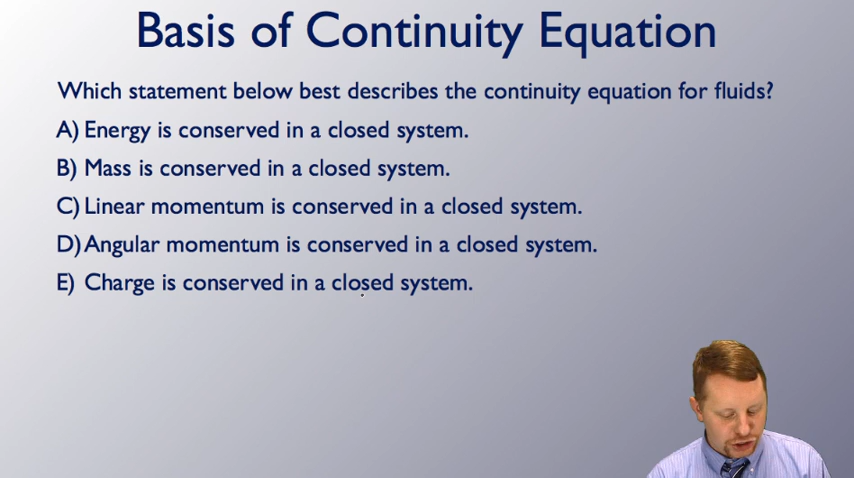 Basis of Continuity Equation
Which statement below best describes the continuity equation for fluids?
A) Energy is conserved in a closed system.
B) Mass is conserved in a closed system.
C) Linear momentum is conserved in a closed system.
D) Angular momentum is conserved in a closed system.
E) Charge is conserved in a closed system.